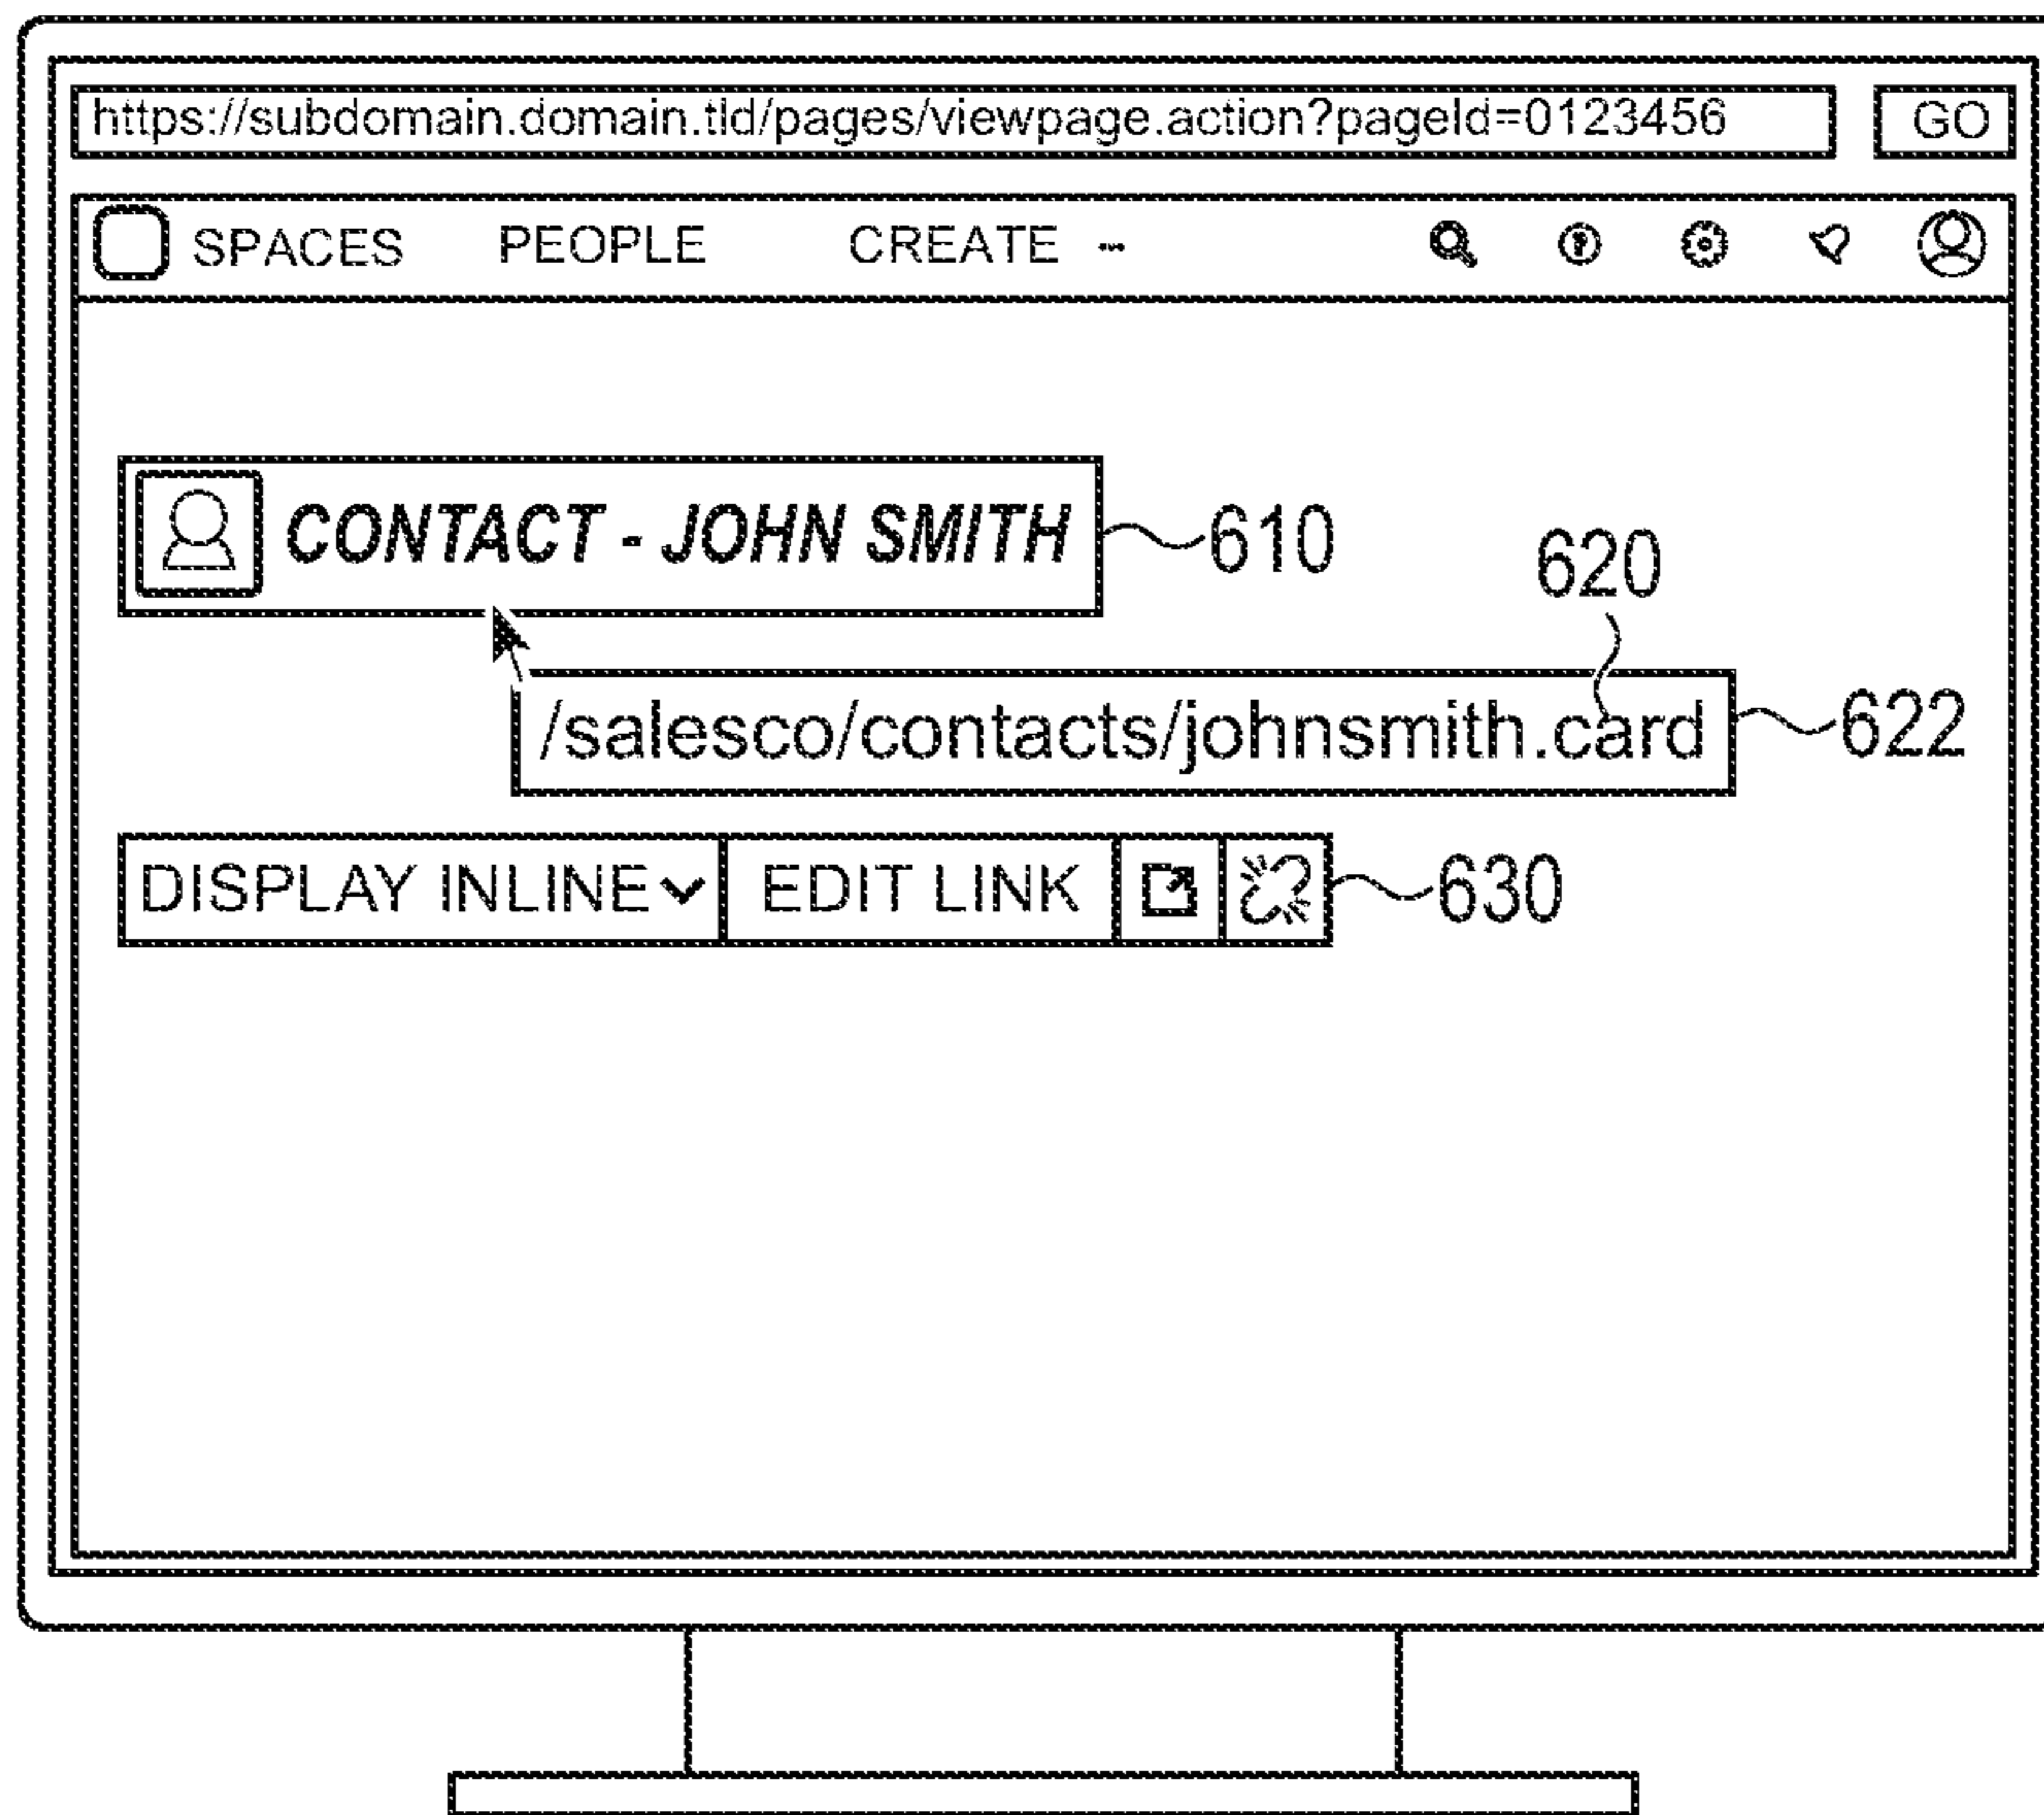 https://subdomain.domain.tld/pages/viewpage.action?pageId=0123456 GO
SPACES PEOPLE CREATE ···
CONTACT - JOHN SMITH 610
620
/salesco/contacts/johnsmith.card 622
DISPLAY INLINE EDIT LINK 630